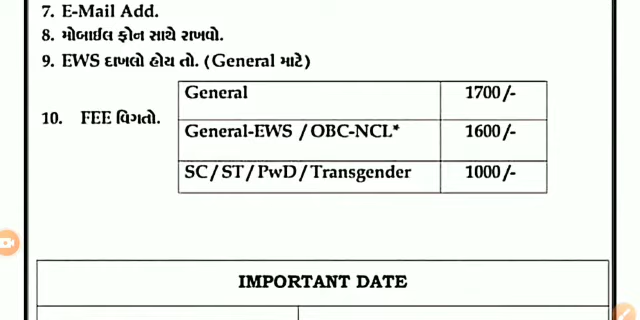 7. E-Mail Add.
8. મોબાઈલ ફોન સાથે રાખવો.
9. EWS દાખલો હોય તો. (General માટે)
10. FEE વિગતો.
General 1700/-
General-EWS / OBC-NCL* 1600/-
SC/ST/PwD/Transgender 1000/-
IMPORTANT DATE